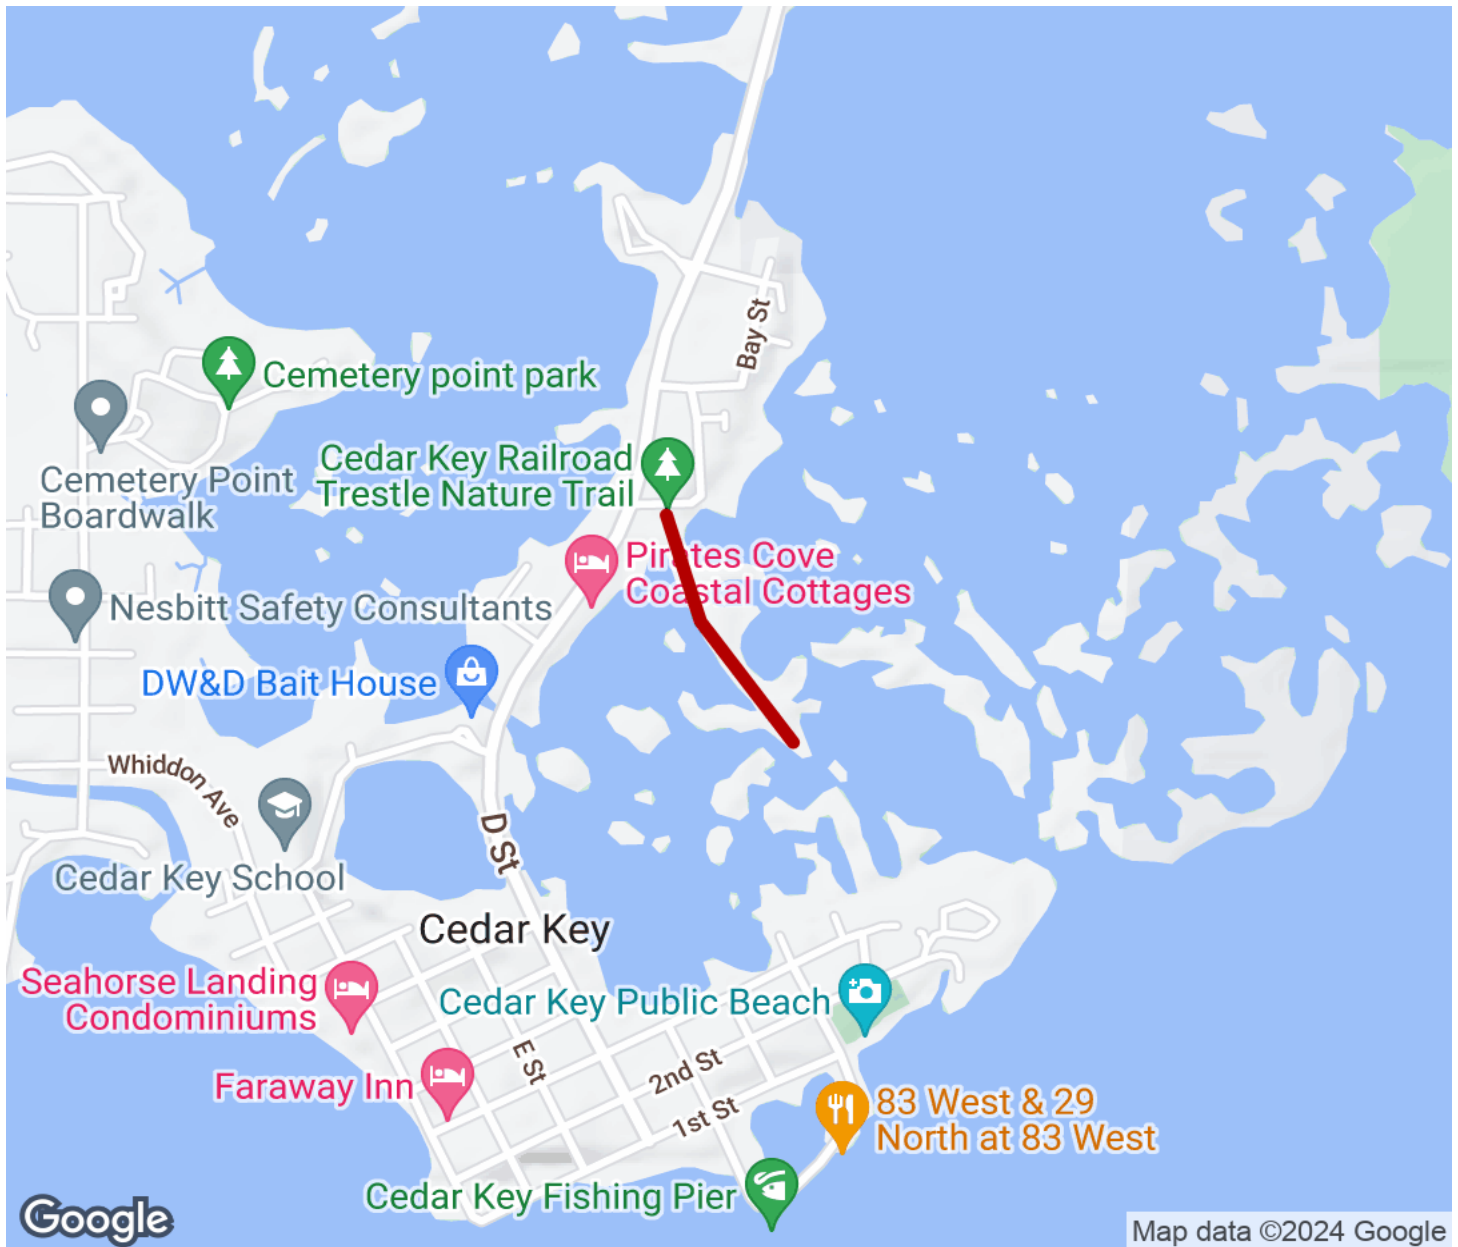 Bay St
Cemetery point park
Cedar Key Railroad
Trestle Nature Trail
Cemetery Point
Boardwalk
Pirates Cove
Coastal Cottages
Nesbitt Safety Consultants
DW&D Bait House
Whiddon Ave
D St
Cedar Key School
Cedar Key
Seahorse Landing
Condominiums
Cedar Key Public Beach
E St
2nd St
Faraway Inn
1st St
83 West & 29
North at 83 West
Cedar Key Fishing Pier
Google
Map data ©2024 Google